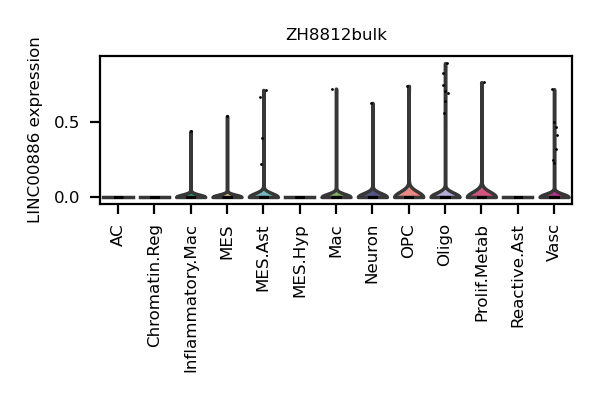 ZH8812bulk
LINC00886 expression
0.5
0.0
AC
Chromatin.Reg
Inflammatory.Mac
MES
MES.Ast
MES.Hyp
Mac
Neuron
OPC
Oligo
Prolif.Metab
Reactive.Ast
Vasc